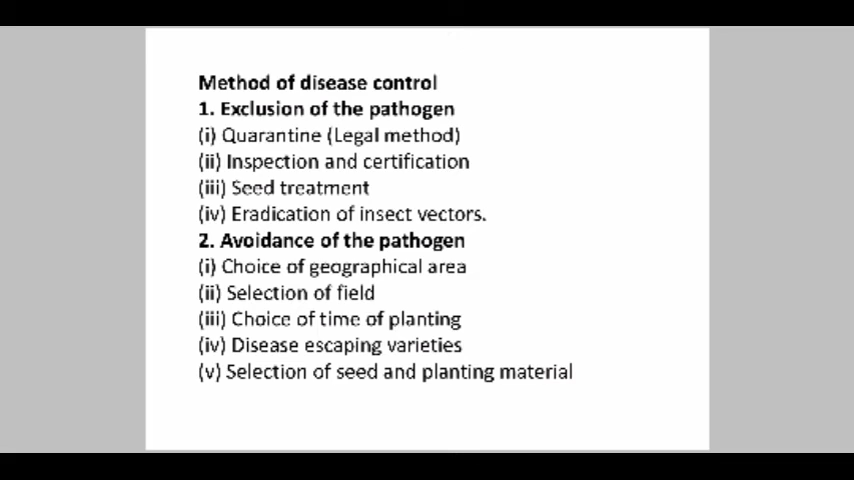 Method of disease control
1. Exclusion of the pathogen
(i) Quarantine (Legal method)
(ii) Inspection and certification
(iii) Seed treatment
(iv) Eradication of insect vectors.
2. Avoidance of the pathogen
(i) Choice of geographical area
(ii) Selection of field
(iii) Choice of time of planting
(iv) Disease escaping varieties
(v) Selection of seed and planting material